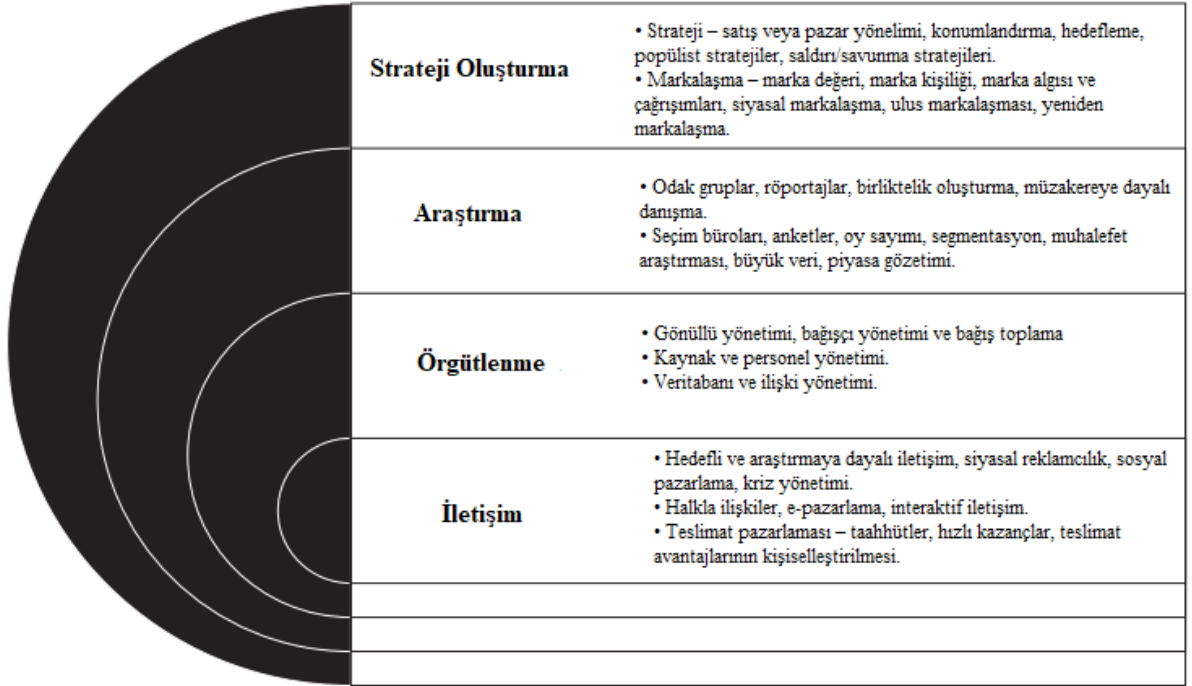 Strateji Oluşturma
• Strateji – satış veya pazar yönelimi, konumlandırma, hedefleme,
popülist stratejiler, saldırı/savunma stratejileri.
• Markalaşma – marka değeri, marka kişiliği, marka algısı ve
çağrışımları, siyasal markalaşma, ulus markalaşması, yeniden
markalaşma.
Araştırma
• Odak gruplar, röportajlar, birliktelik oluşturma, müzakereye dayalı
danışma.
• Seçim büroları, anketler, oy sayımı, segmentasyon, muhalefet
araştırması, büyük veri, piyasa gözetimi.
Örgütlenme
• Gönüllü yönetimi, bağışçı yönetimi ve bağış toplama
• Kaynak ve personel yönetimi.
• Veritabanı ve ilişki yönetimi.
İletişim
• Hedefli ve araştırmaya dayalı iletişim, siyasal reklamcılık, sosyal
pazarlama, kriz yönetimi.
• Halkla ilişkiler, e-pazarlama, interaktif iletişim.
• Teslimat pazarlaması – taahhütler, hızlı kazançlar, teslimat
avantajlarının kişiselleştirilmesi.